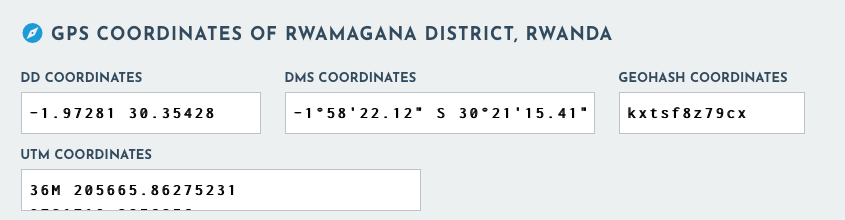 GPS COORDINATES OF RWAMAGANA DISTRICT, RWANDA
DD COORDINATES
DMS COORDINATES
GEOHASH COORDINATES
-1.97281 30.35428
-1°58'22.12" S 30°21'15.41"
kxtsf8z79cx
UTM COORDINATES
36M 205665.86275231